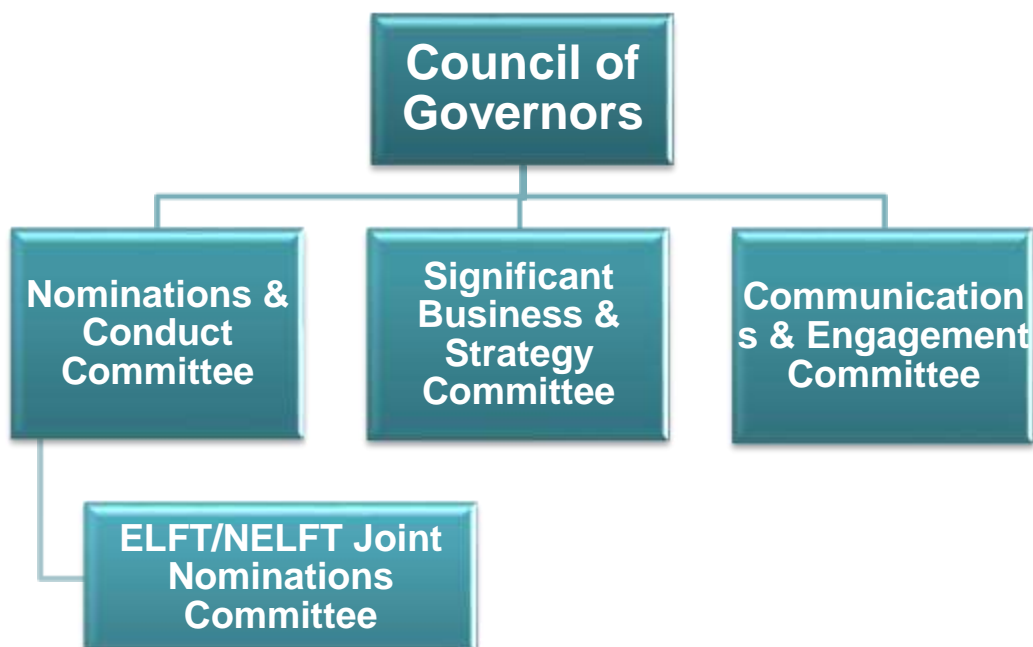 Council of
Governors
Nominations &
Conduct
Committee
Significant
Business &
Strategy
Committee
Communication
s & Engagement
Committee
ELFT/NELFT Joint
Nominations
Committee